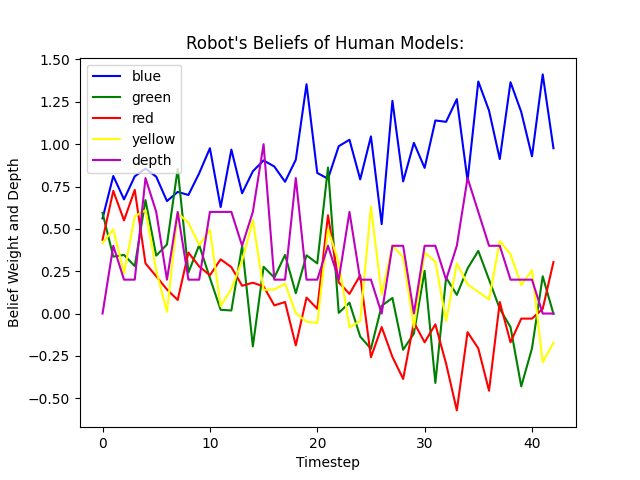 Robot's Beliefs of Human Models:
1.50
1.25
1.00
0.75
0.50
0.25
0.00
−0.25
−0.50
Belief Weight and Depth
blue
green
red
yellow
depth
0 10 20 30 40
Timestep